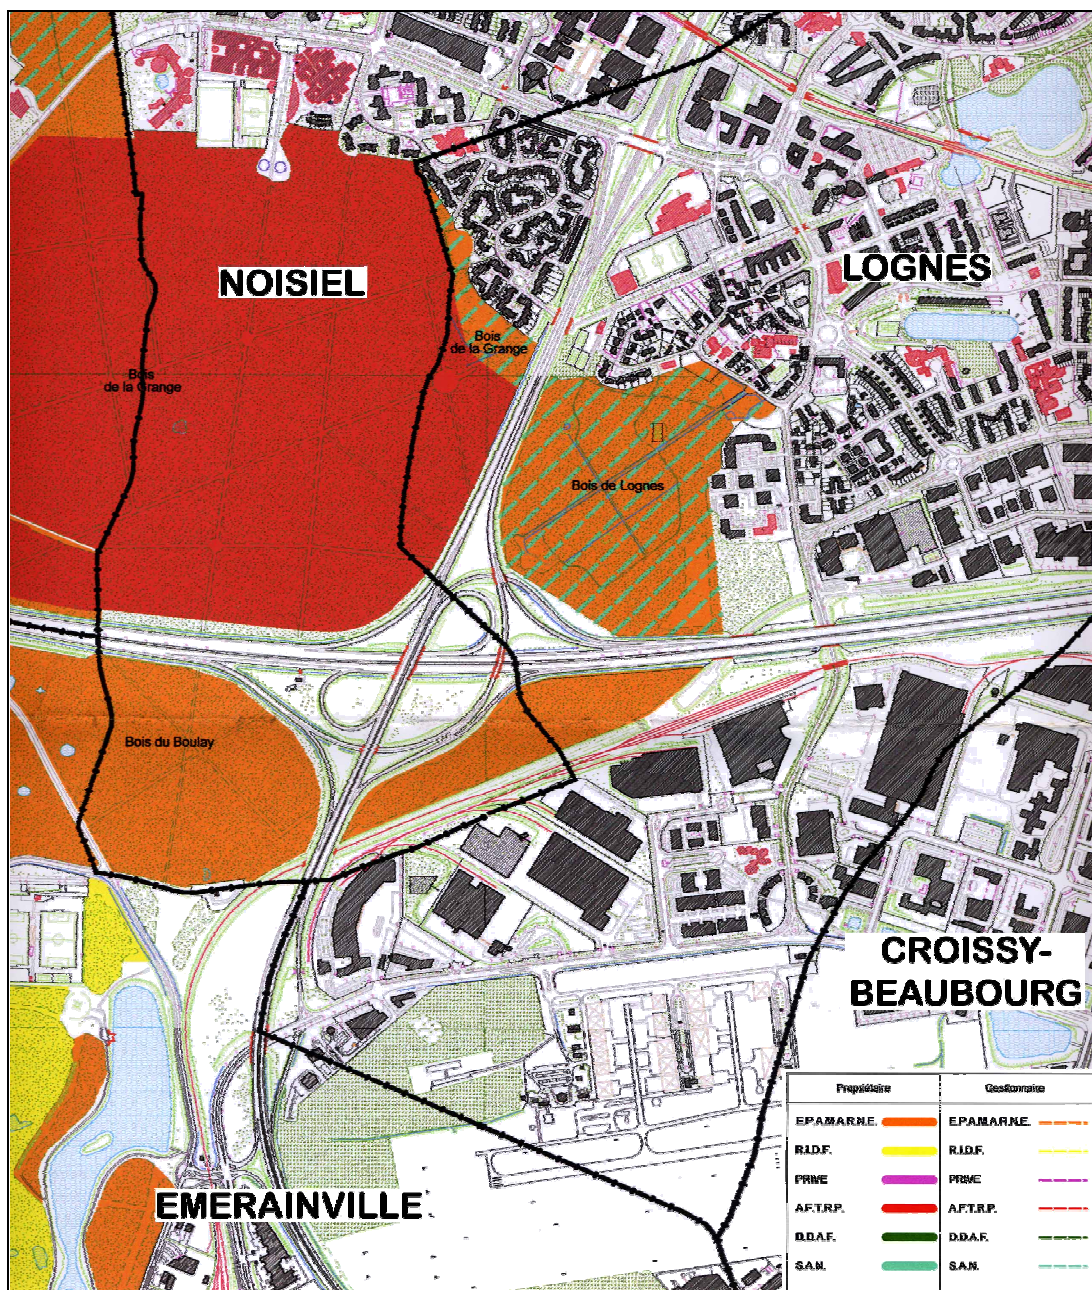 NOISIEL
LOGNES
Bois
de la Grange
Bois
de la Grange
Bois de Lognes
Bois du Boulay
CROISSY-
BEAUBOURG
EMERAINVILLE
Propriétaire Gestionnaire
E.P.A.MARNE. E.P.A.MARNE.
R.I.D.F. R.I.D.F.
PRIVE PRIVE
A.F.T.R.P. A.F.T.R.P.
D.D.A.F. D.D.A.F.
S.A.N. S.A.N.